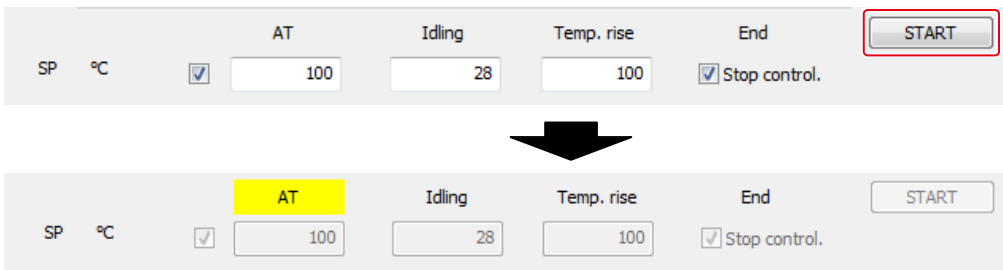 AT Idling Temp. rise End START
SP °C 100 28 100 Stop control.
AT Idling Temp. rise End START
SP °C 100 28 100 Stop control.